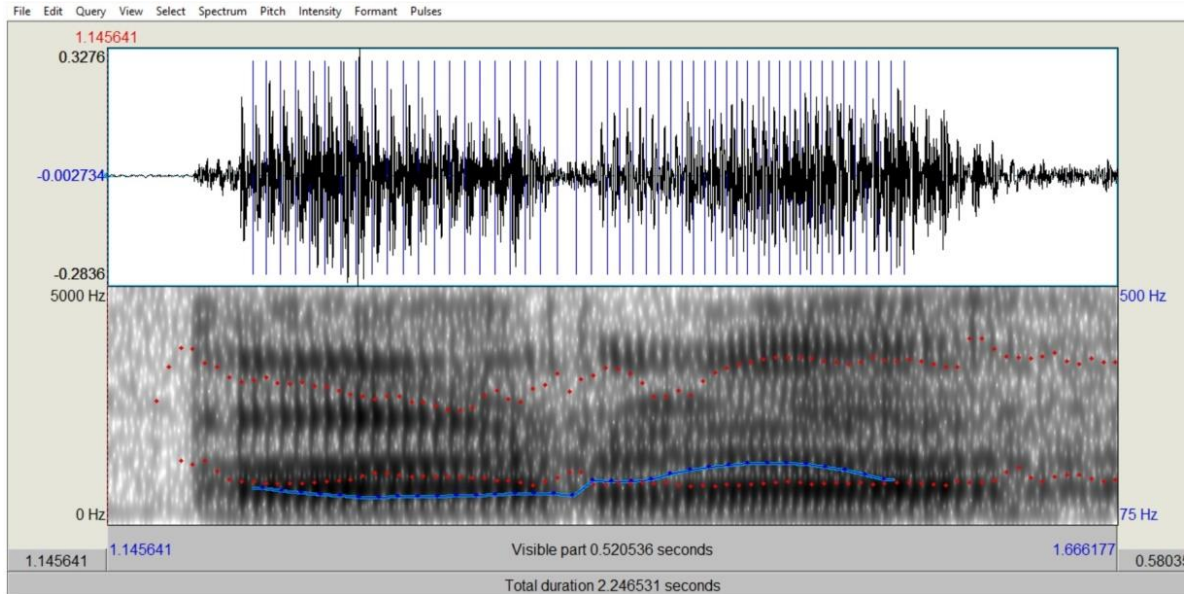 File Edit Query View Select Spectrum Pitch Intensity Formant Pulses
1.145641
0.3276
-0.002734
-0.2836
5000 Hz 500 Hz
0 Hz 75 Hz
1.145641 Visible part 0.520536 seconds 1.666177
1.145641 0.58035
Total duration 2.246531 seconds